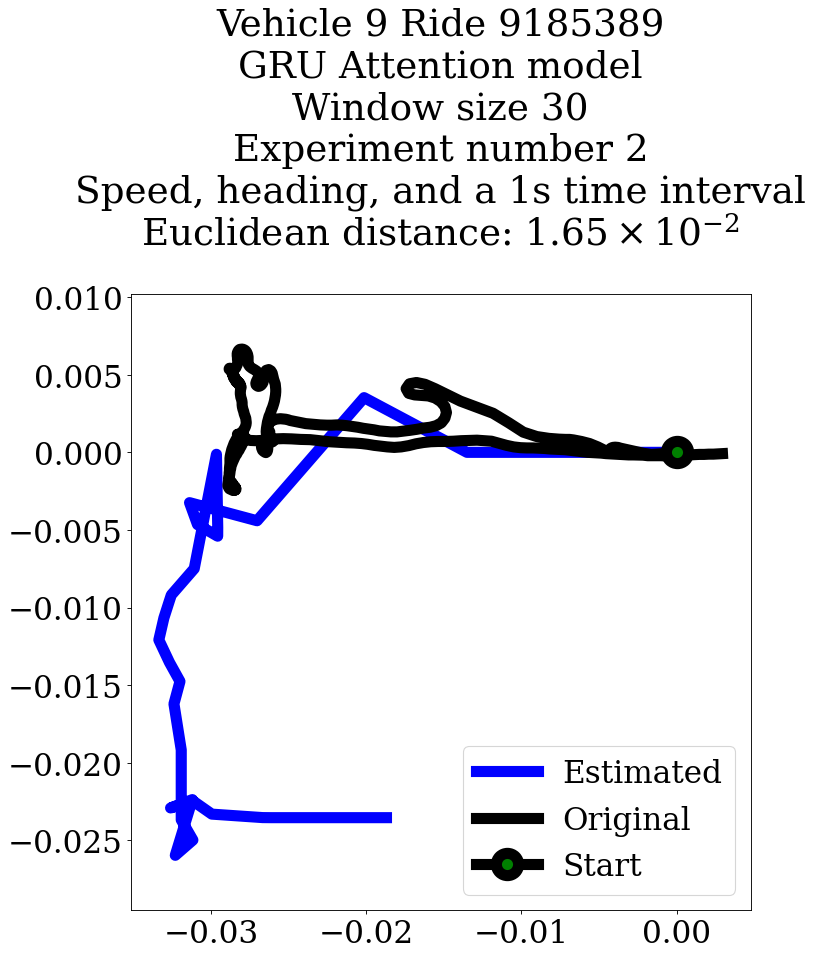 Vehicle 9 Ride 9185389
GRU Attention model
Window size 30
Experiment number 2
Speed, heading, and a 1s time interval
Euclidean distance: 1.65 × 10⁻²
0.010
0.005
0.000
−0.005
−0.010
−0.015
−0.020
−0.025
Estimated
Original
Start
−0.03 −0.02 −0.01 0.00